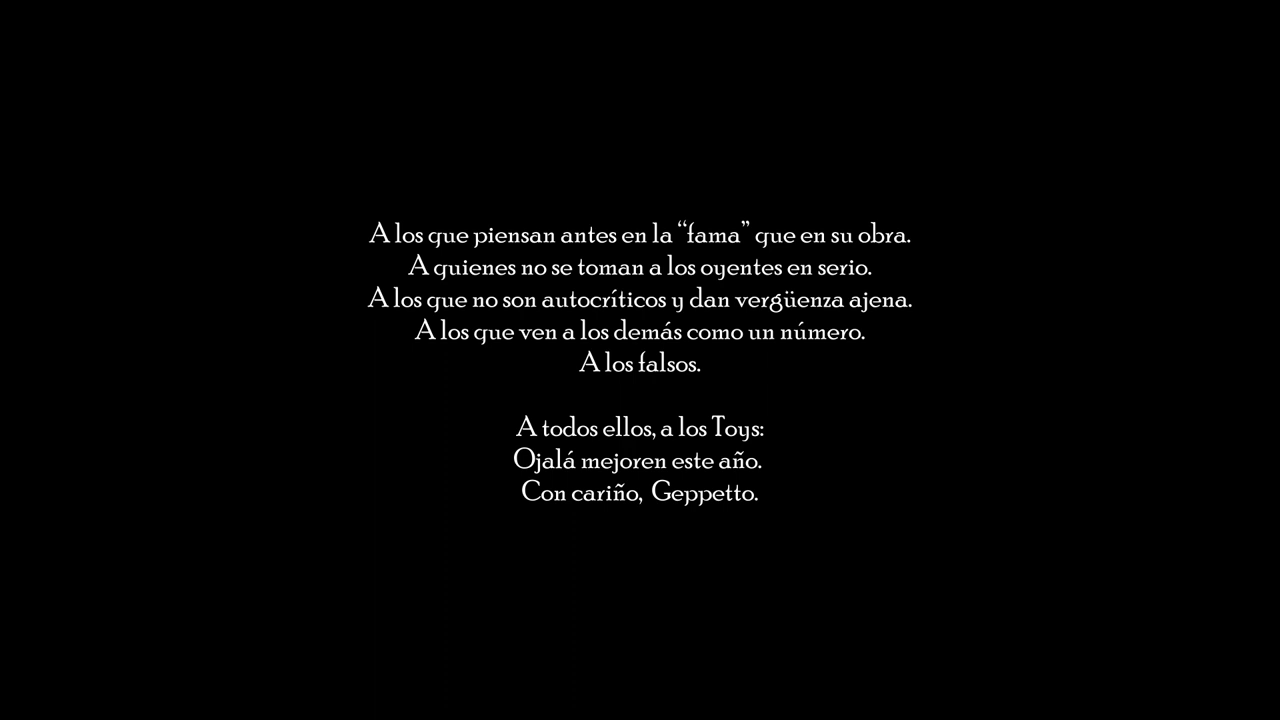 A los que piensan antes en la “fama” que en su obra.
A quienes no se toman a los oyentes en serio.
A los que no son autocríticos y dan vergüenza ajena.
A los que ven a los demás como un número.
A los falsos.
A todos ellos, a los Toys:
Ojalá mejoren este año.
Con cariño, Geppetto.